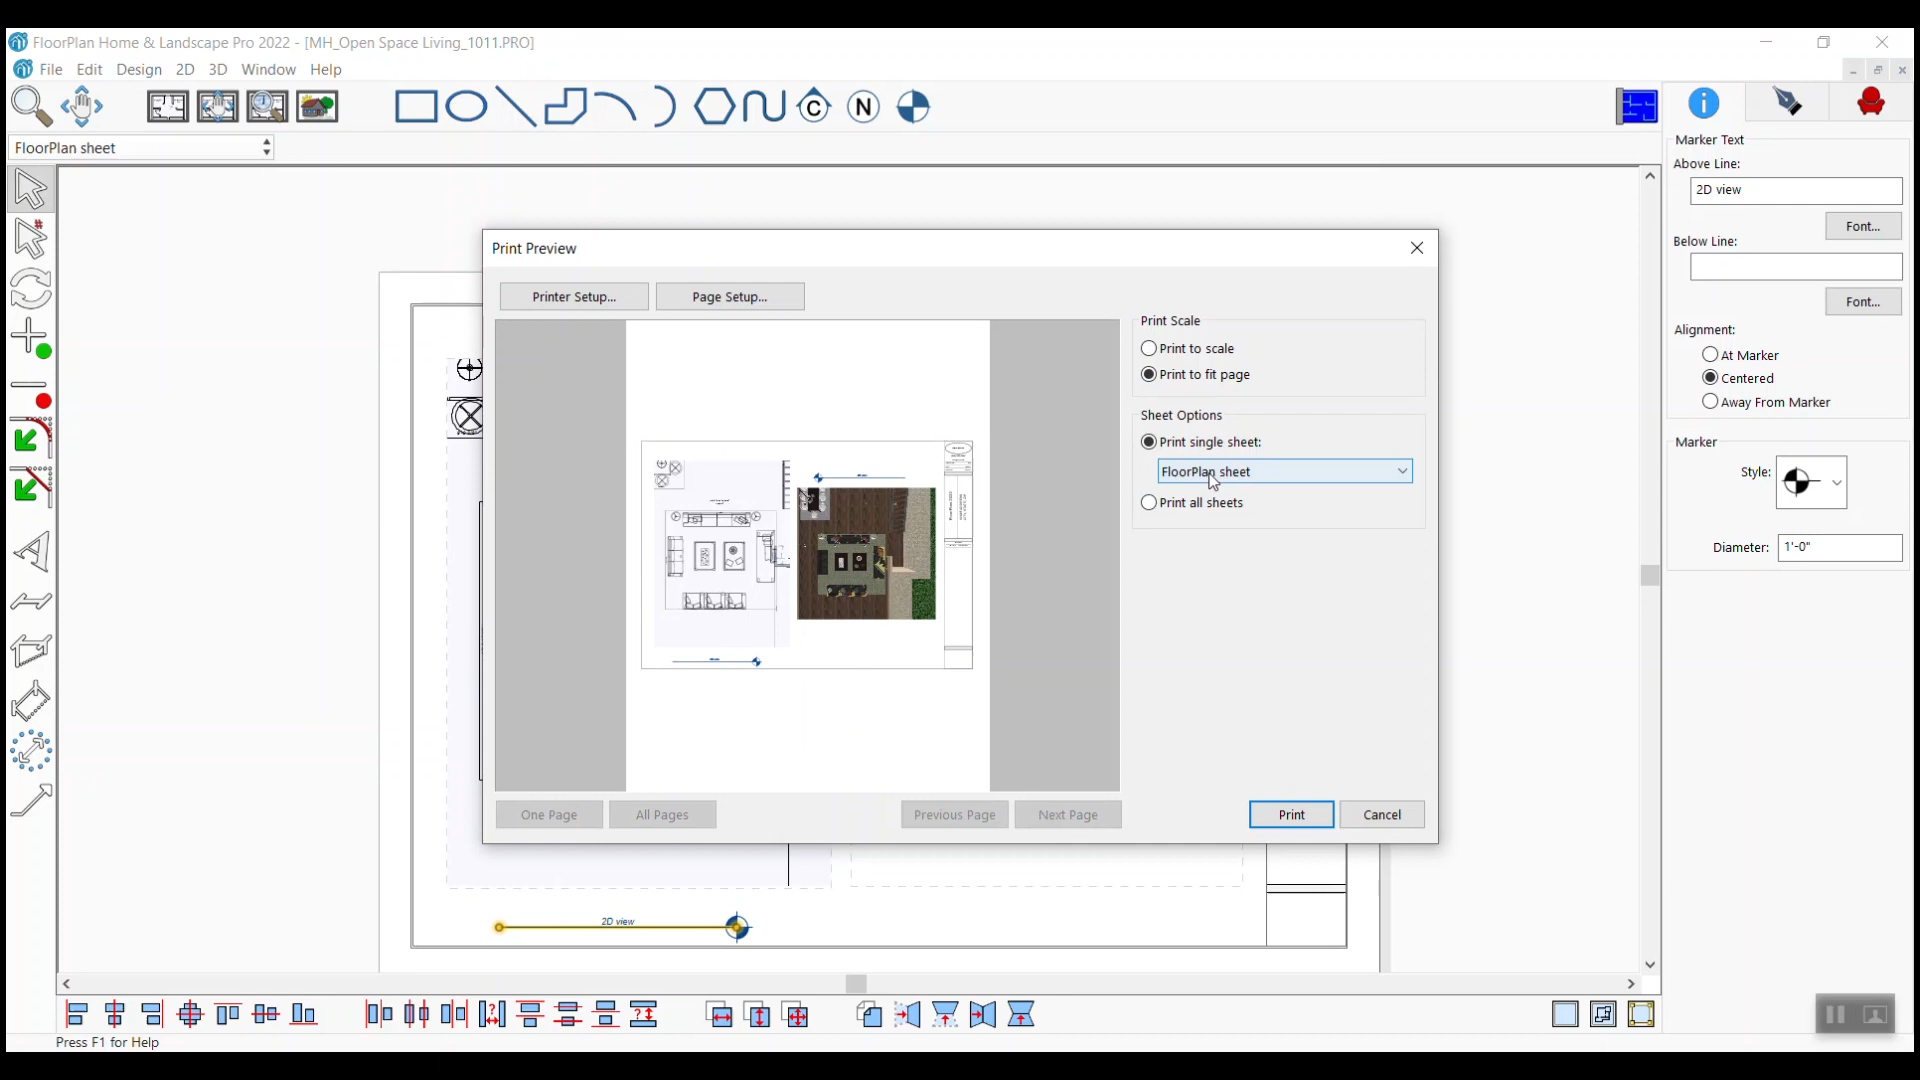 FloorPlan Home & Landscape Pro 2022 - [MH_Open Space Living_1011.PRO]
File Edit Design 2D 3D Window Help
C N
FloorPlan sheet
Marker Text
Above Line:
2D view
Font...
Below Line:
Font...
Alignment:
At Marker
Centered
Away From Marker
Marker
Style:
Diameter: 1'-0"
Print Preview
Printer Setup... Page Setup...
Print Scale
Print to scale
Print to fit page
Sheet Options
Print single sheet:
FloorPlan sheet
Print all sheets
One Page All Pages Previous Page Next Page Print Cancel
2D view
Press F1 for Help